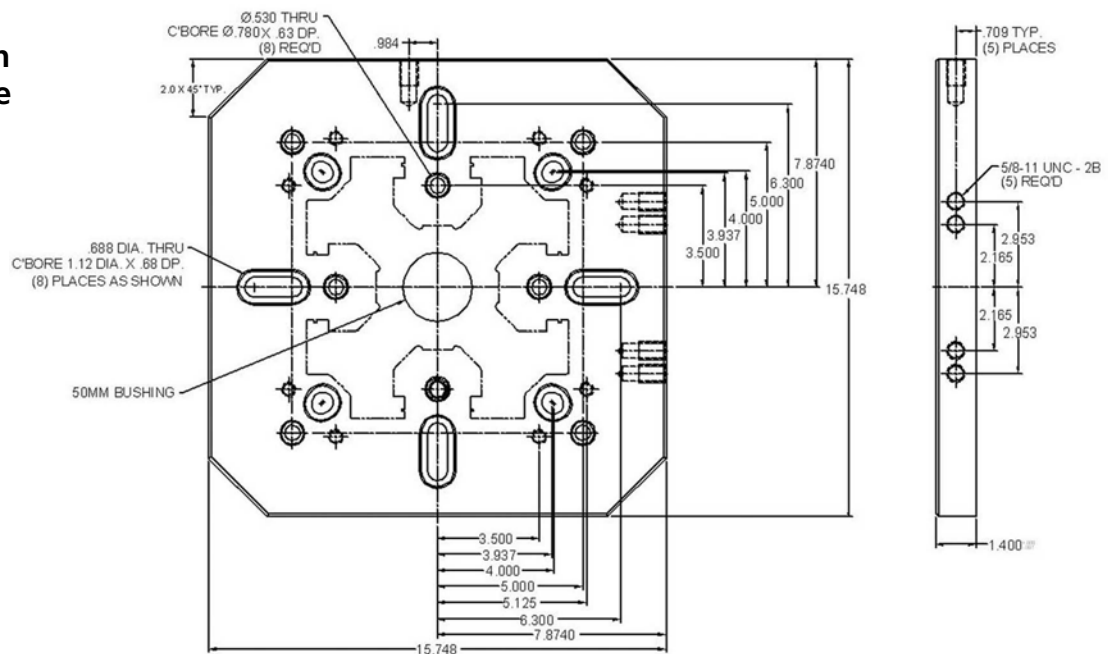 n
e
Ø.530 THRU
C'BORE Ø.780 X .63 DP.
(8) REQ'D
.984
.709 TYP.
(5) PLACES
2.0 X 45° TYP.
7.8740
6.300
5.000
4.000
3.937
3.500
15.748
5/8-11 UNC - 2B
(5) REQ'D
2.953
2.165
2.165
2.953
.688 DIA. THRU
C'BORE 1.12 DIA. X .68 DP.
(8) PLACES AS SHOWN
50MM BUSHING
3.500
3.937
4.000
5.000
5.125
6.300
7.8740
15.748
1.400